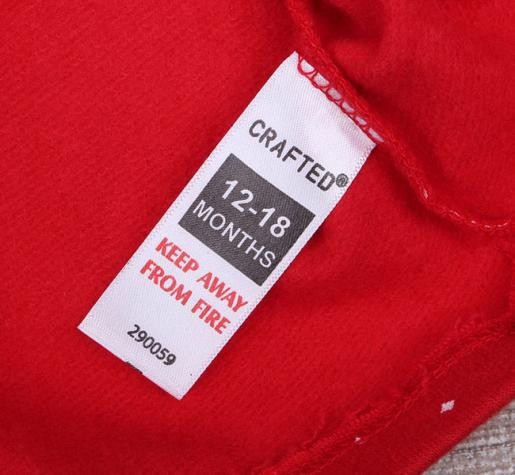 CRAFTED®
12-18
MONTHS
KEEP AWAY
FROM FIRE
290059